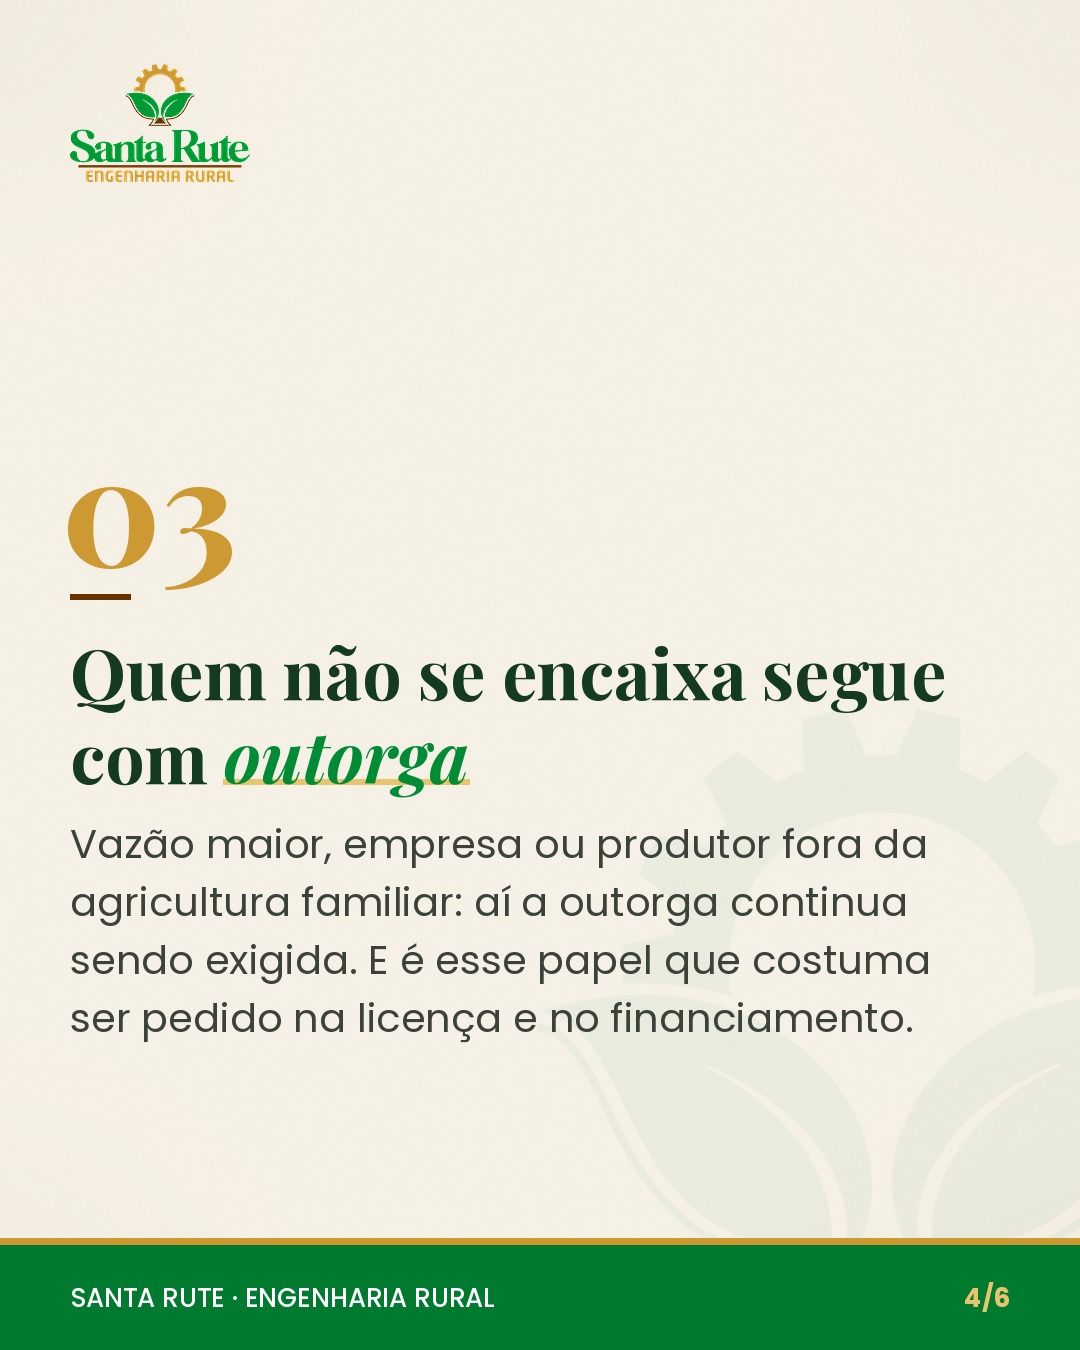 Santa Rute
ENGENHARIA RURAL
03
Quem não se encaixa segue
com outorga
Vazão maior, empresa ou produtor fora da
agricultura familiar: aí a outorga continua
sendo exigida. E é esse papel que costuma
ser pedido na licença e no financiamento.
SANTA RUTE · ENGENHARIA RURAL
4/6